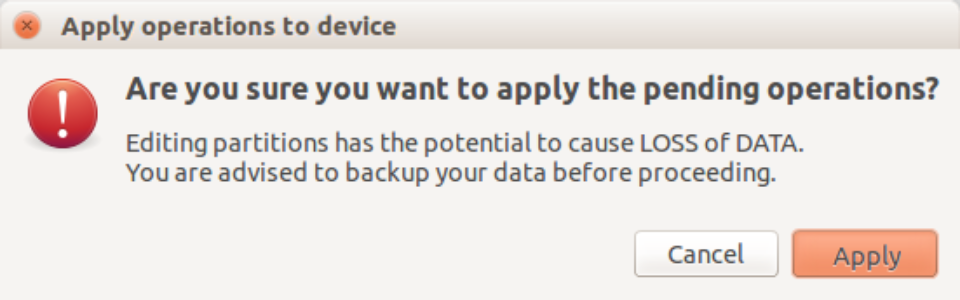 Apply operations to device
Are you sure you want to apply the pending operations?
Editing partitions has the potential to cause LOSS of DATA.
You are advised to backup your data before proceeding.
Cancel
Apply